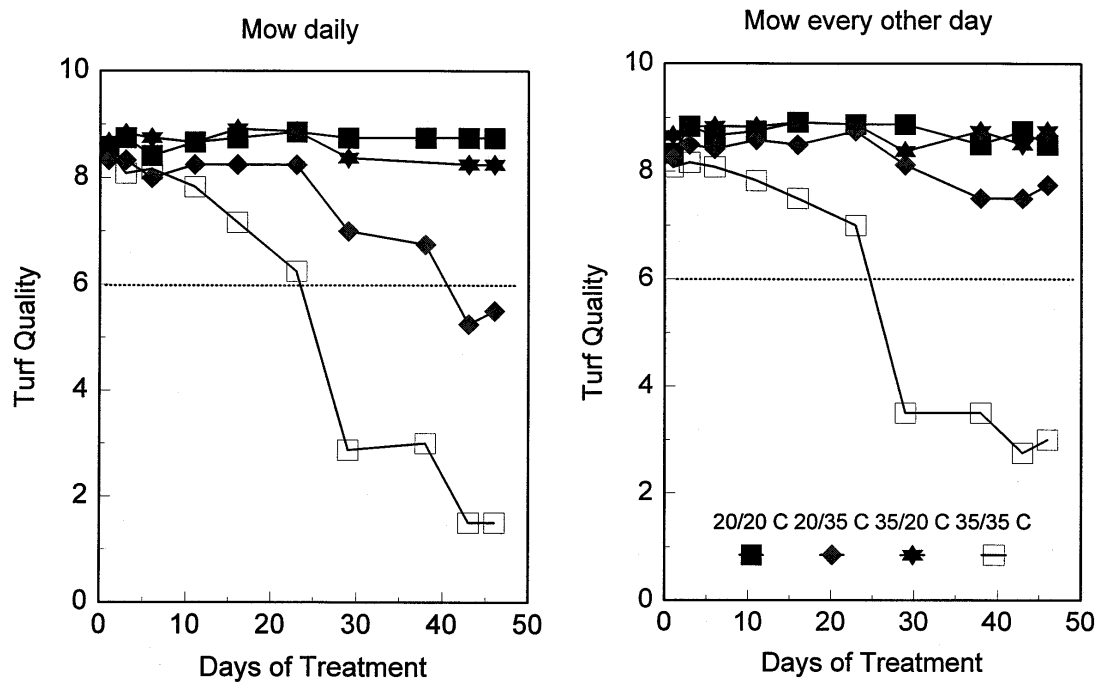 Mow daily
10
8
6
4
2
0
Turf Quality
0 10 20 30 40 50
Days of Treatment
Mow every other day
10
8
6
4
2
0
Turf Quality
20/20 C 20/35 C 35/20 C 35/35 C
0 10 20 30 40 50
Days of Treatment